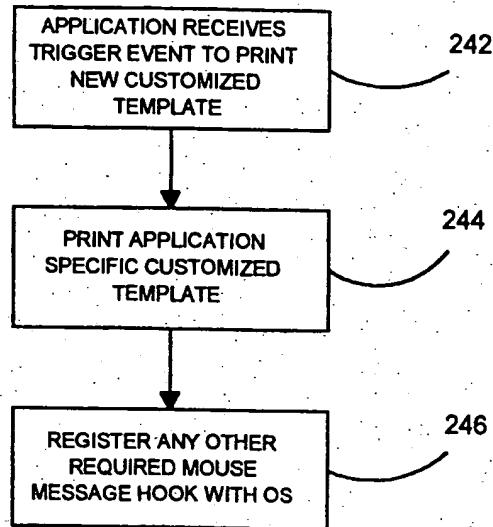 APPLICATION RECEIVES
TRIGGER EVENT TO PRINT
NEW CUSTOMIZED
TEMPLATE
242
PRINT APPLICATION
SPECIFIC CUSTOMIZED
TEMPLATE
244
REGISTER ANY OTHER
REQUIRED MOUSE
MESSAGE HOOK WITH OS
246